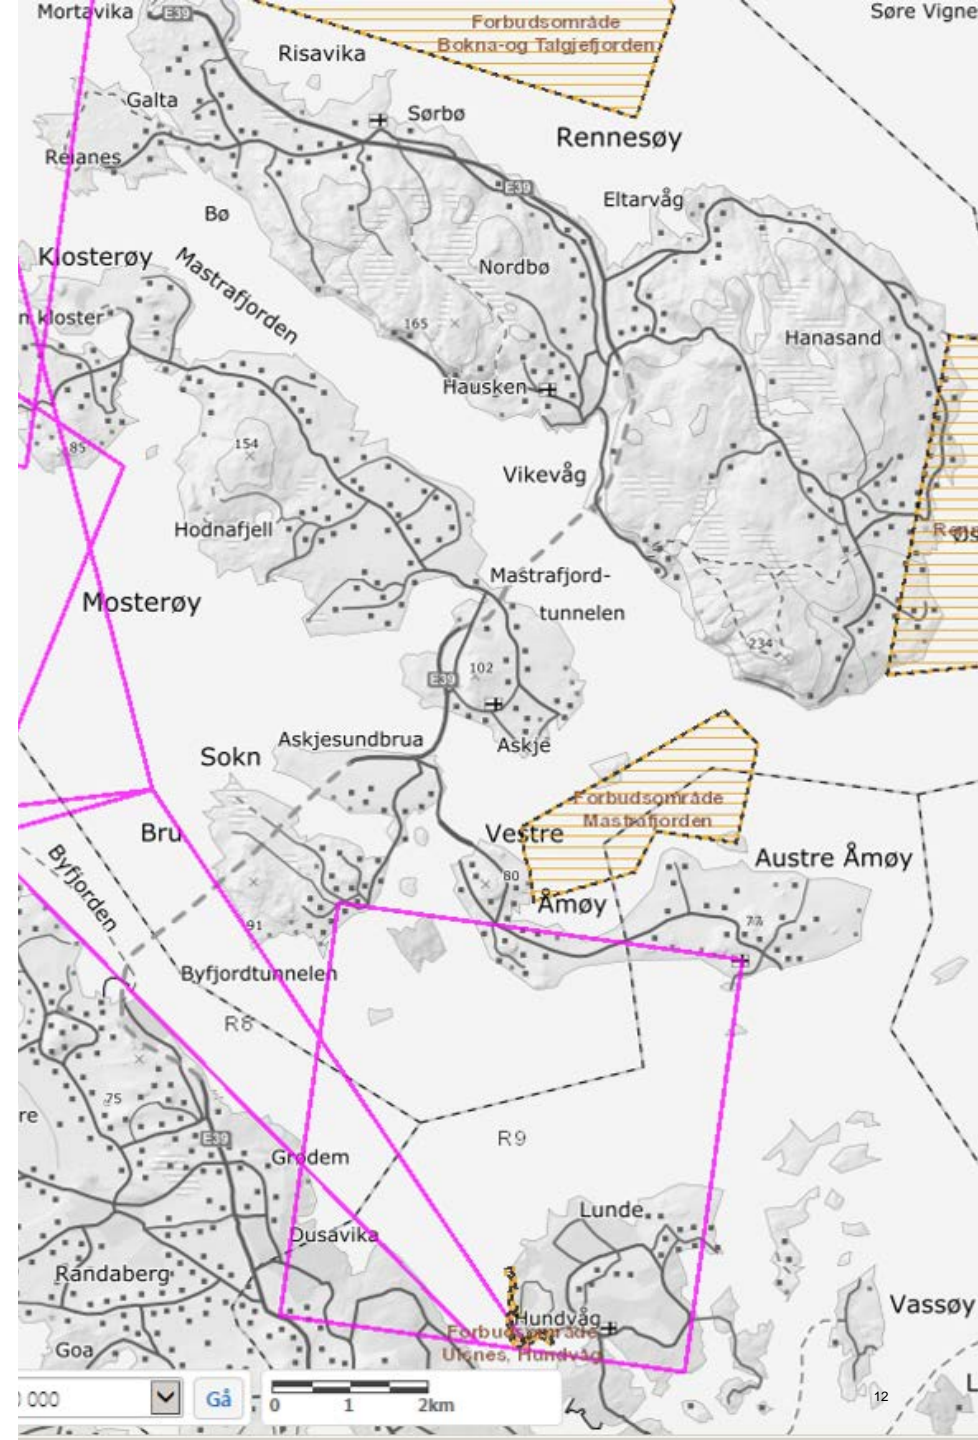 Mortavika
E39
Forbudsområde
Bokna-og Talgjefjorden
Søre Vigne
Risavika
Galta
Sørbø
Rennesøy
Reianes
E39
Eltarvåg
Bø
Klosterøy
Mastrafjorden
Nordbø
n kloster
165
Hanasand
Hausken
154
85
Vikevåg
Hodnafjell
Mastrafjord-
tunnelen
Mosterøy
234
102
E39
Askje
Askjesundbrua
Sokn
Forbudsområde
Mastrafjorden
Bru
Vestre
Åmøy
80
Austre Åmøy
77
Byfjorden
91
Byfjordtunnelen
R8
75
re
E39
R9
Grødem
Lunde
Dusavika
Randaberg
Hundvåg
Forbudsområde
Ulsnes, Hundvåg
Vassøy
Goa
0 000
Gå
0 1 2km
12
L